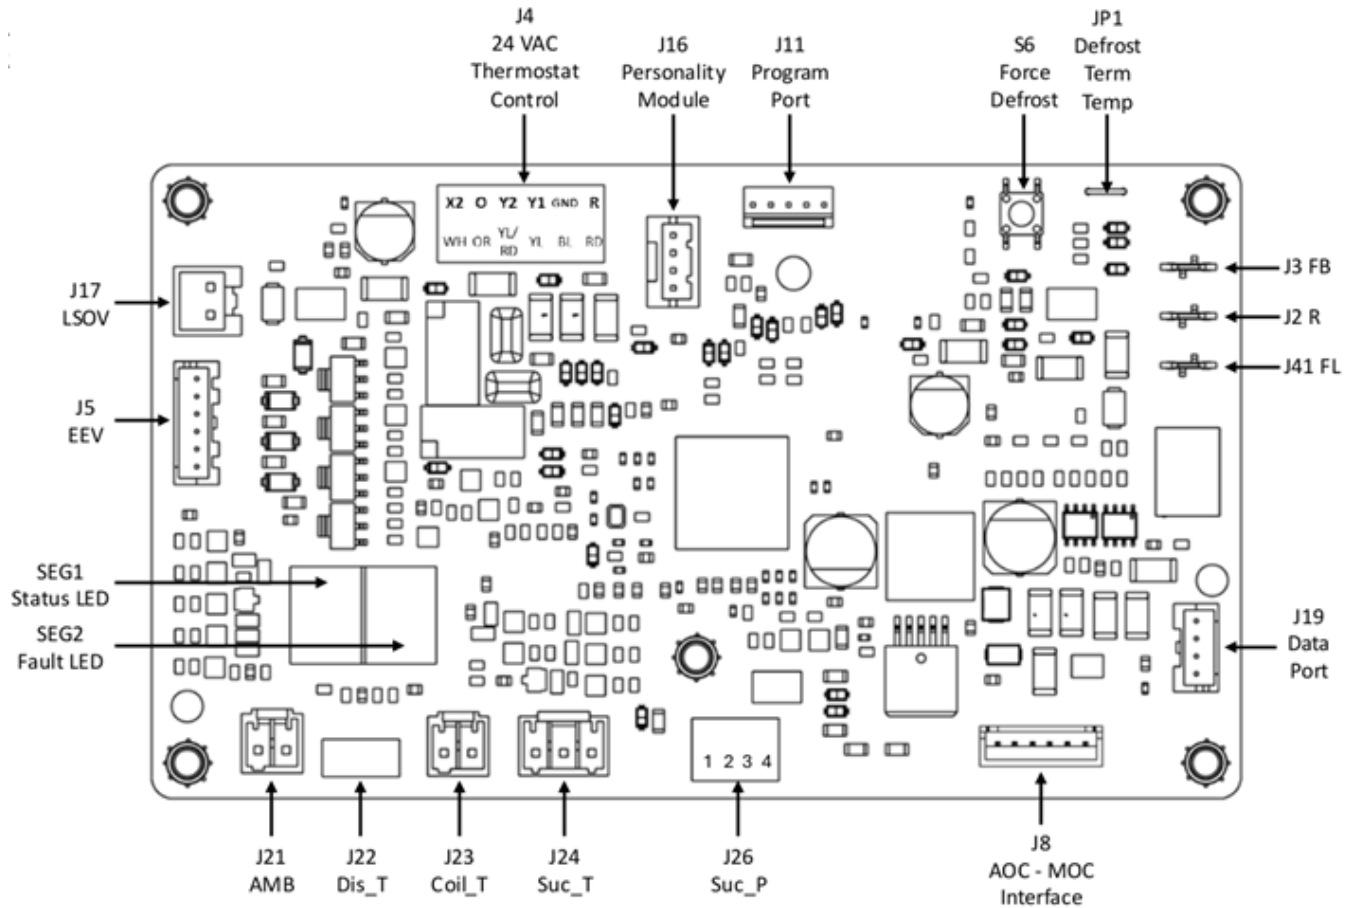 J4
24 VAC
Thermostat
Control
J16
Personality
Module
J11
Program
Port
S6
Force
Defrost
JP1
Defrost
Term
Temp
X2 O Y2 Y1 GND R
WH OR YL/RD YL BL RD
J17
LSOV
J3 FB
J2 R
J41 FL
J5
EEV
SEG1
Status LED
SEG2
Fault LED
J19
Data
Port
1 2 3 4
J21
AMB
J22
Dis_T
J23
Coil_T
J24
Suc_T
J26
Suc_P
J8
AOC - MOC
Interface